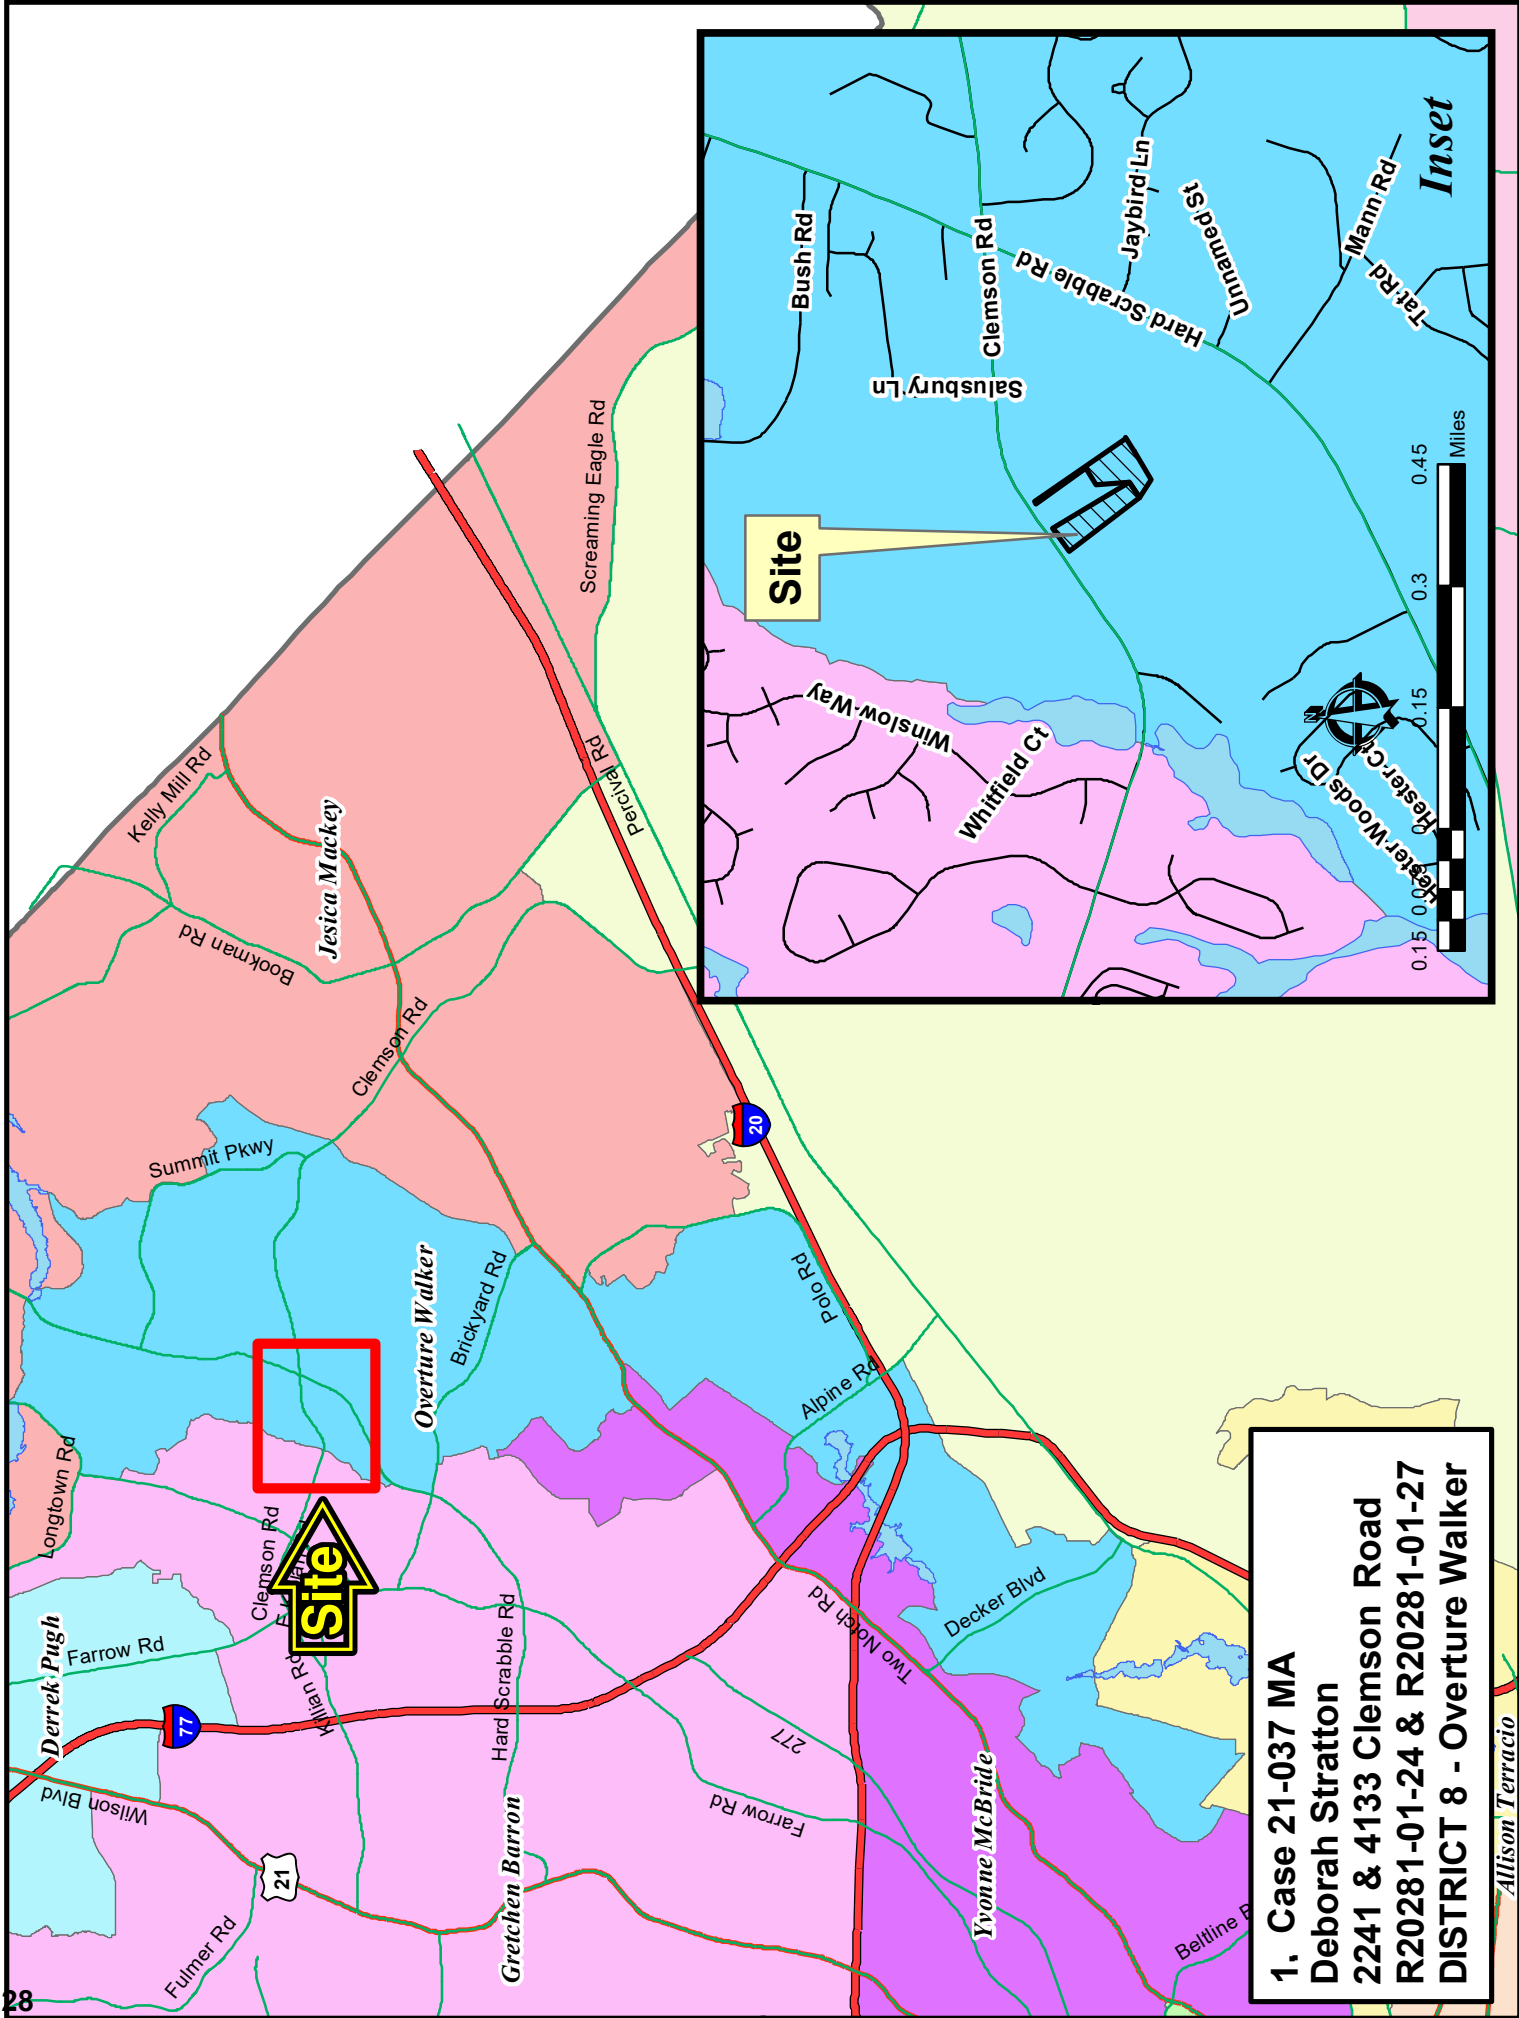 28
1. Case 21-037 MA
Deborah Stratton
2241 & 4133 Clemson Road
R20281-01-24 & R20281-01-27
DISTRICT 8 - Overture Walker
Derrek Pugh
Farrow Rd
77
Wilson Blvd
21
Fulmer Rd
Longtown Rd
Clemson Rd
Killian Rd
Site
Hard Scrabble Rd
Gretchen Barron
Farrow Rd
277
Two Notch Rd
Yvonne McBride
Decker Blvd
Beltline
Allison Terracio
Summit Pkwy
Overture Walker
Brickyard Rd
Alpine Rd
Polo Rd
20
Kelly Mill Rd
Bookman Rd
Jesica Mackey
Clemson Rd
Percival Rd
Screaming Eagle Rd
Inset
Site
Bush Rd
Salusbury Ln
Clemson Rd
Hard Scrabble Rd
Jaybird Ln
Unnamed St
Mann Rd
Tat Rd
Winslow Way
Whitfield Ct
Hester Woods Dr
Hester Ct
N
0.15
0.15
0.3
0.45
Miles